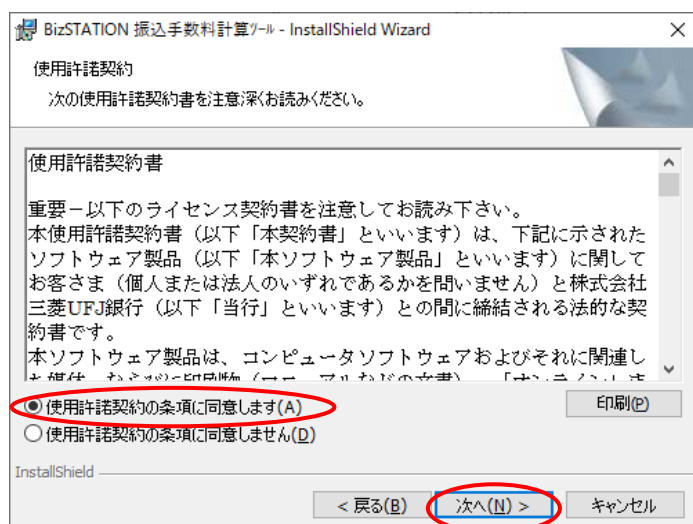 BizSTATION 振込手数料計算ツール - InstallShield Wizard
使用許諾契約
次の使用許諾契約書を注意深くお読みください。
使用許諾契約書
重要－以下のライセンス契約書を注意してお読み下さい。
本使用許諾契約書（以下「本契約書」といいます）は、下記に示された
ソフトウェア製品（以下「本ソフトウェア製品」といいます）に関して
お客さま（個人または法人のいずれであるかを問いません）と株式会社
三菱UFJ銀行（以下「当行」といいます）との間に締結される法的な契
約書です。
本ソフトウェア製品は、コンピュータソフトウェアおよびそれに関連し
使用許諾契約の条項に同意します(A)
印刷(P)
使用許諾契約の条項に同意しません(D)
InstallShield
< 戻る(B)
次へ(N) >
キャンセル